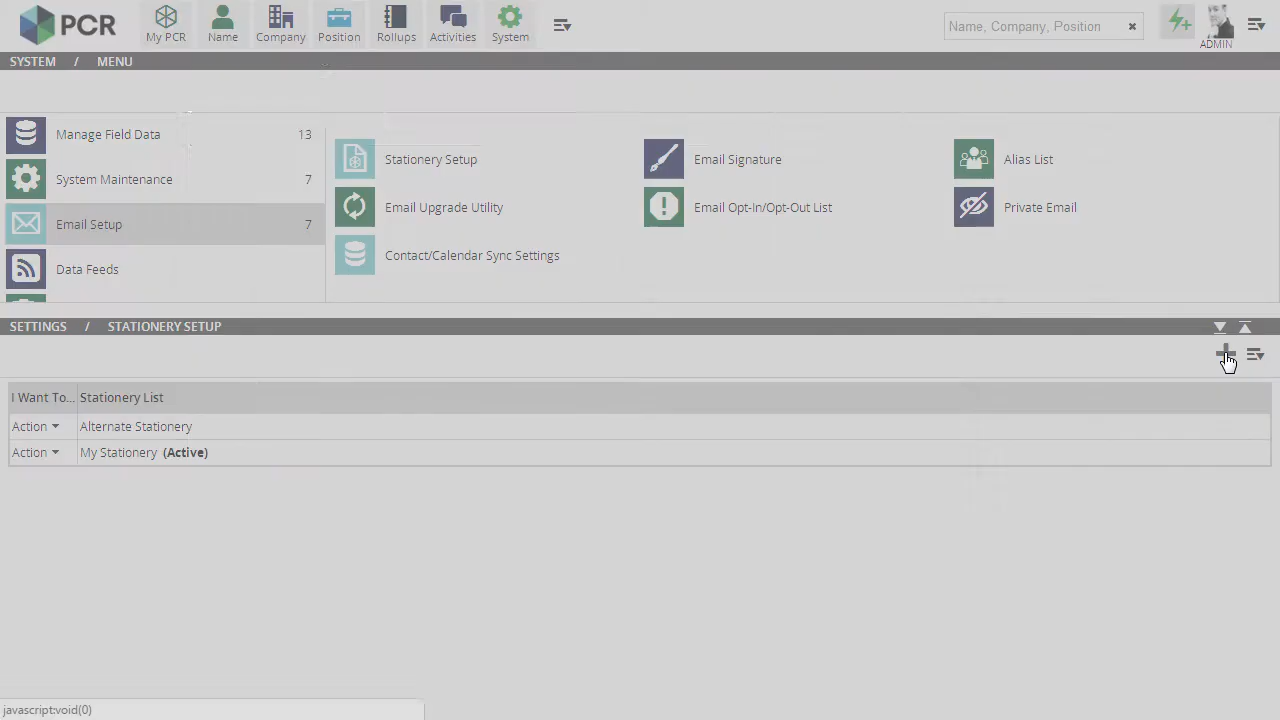 PCR
My PCR
Name
Company
Position
Rollups
Activities
System
Name, Company, Position
ADMIN
SYSTEM / MENU
Manage Field Data 13
System Maintenance 7
Email Setup 7
Data Feeds
Stationery Setup
Email Signature
Alias List
Email Upgrade Utility
Email Opt-In/Opt-Out List
Private Email
Contact/Calendar Sync Settings
SETTINGS / STATIONERY SETUP
I Want To... Stationery List
Action Alternate Stationery
Action My Stationery (Active)
javascript:void(0)